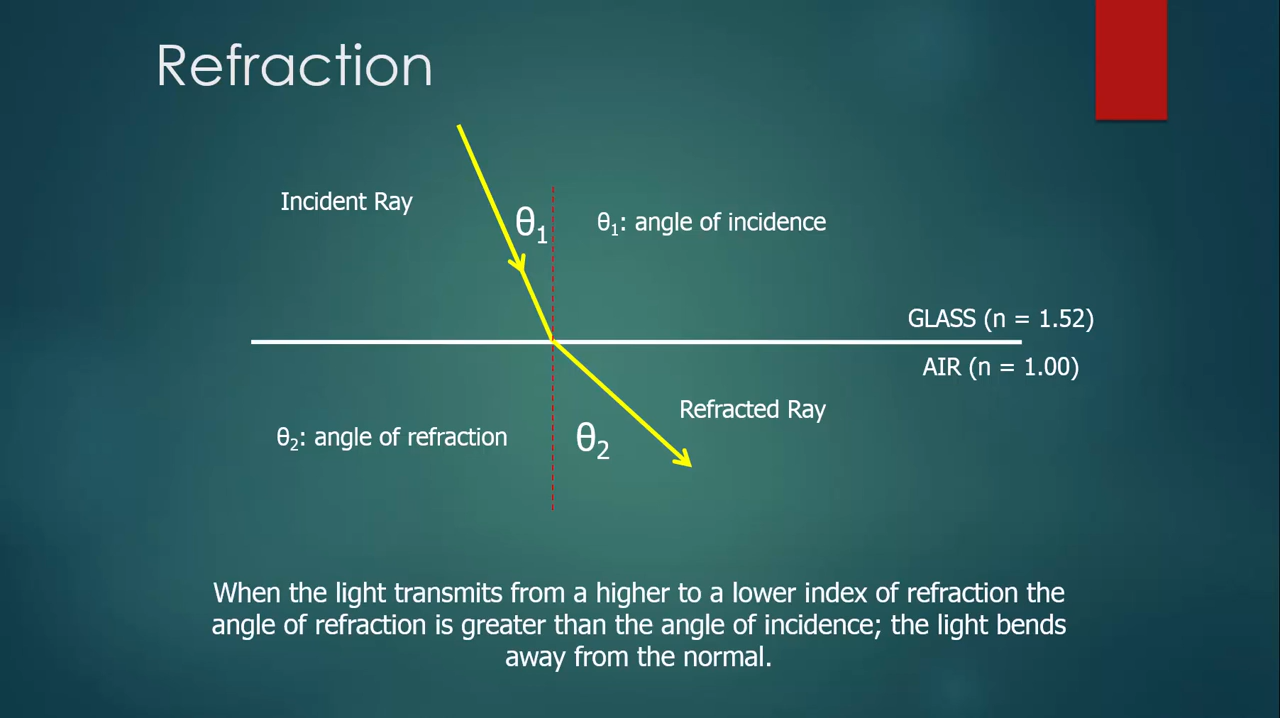 Refraction
Incident Ray
θ₁
θ₁: angle of incidence
GLASS (n = 1.52)
AIR (n = 1.00)
Refracted Ray
θ₂: angle of refraction
θ₂
When the light transmits from a higher to a lower index of refraction the
angle of refraction is greater than the angle of incidence; the light bends
away from the normal.